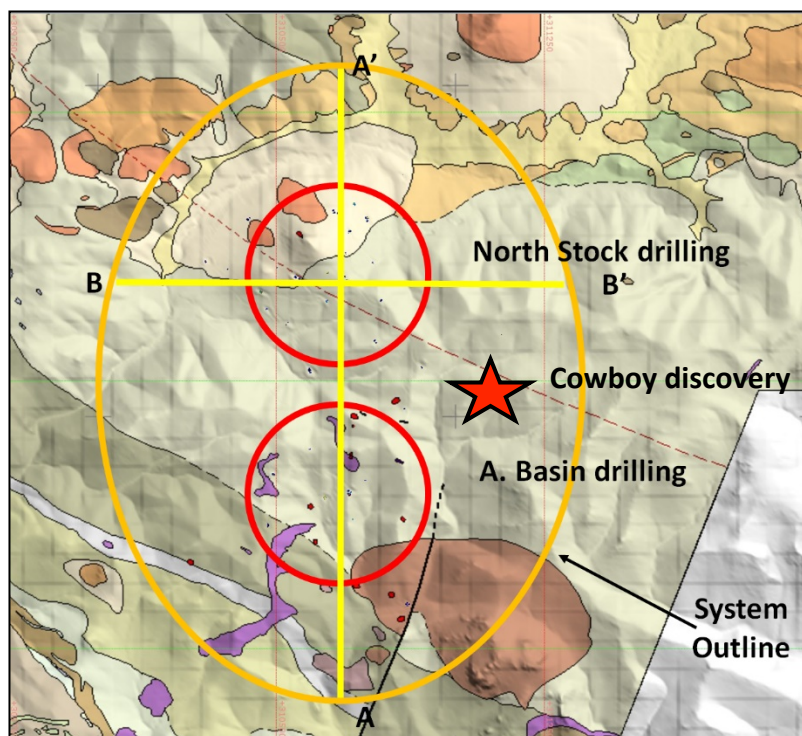 A’
North Stock drilling
B
B’
Cowboy discovery
A. Basin drilling
System
Outline
A